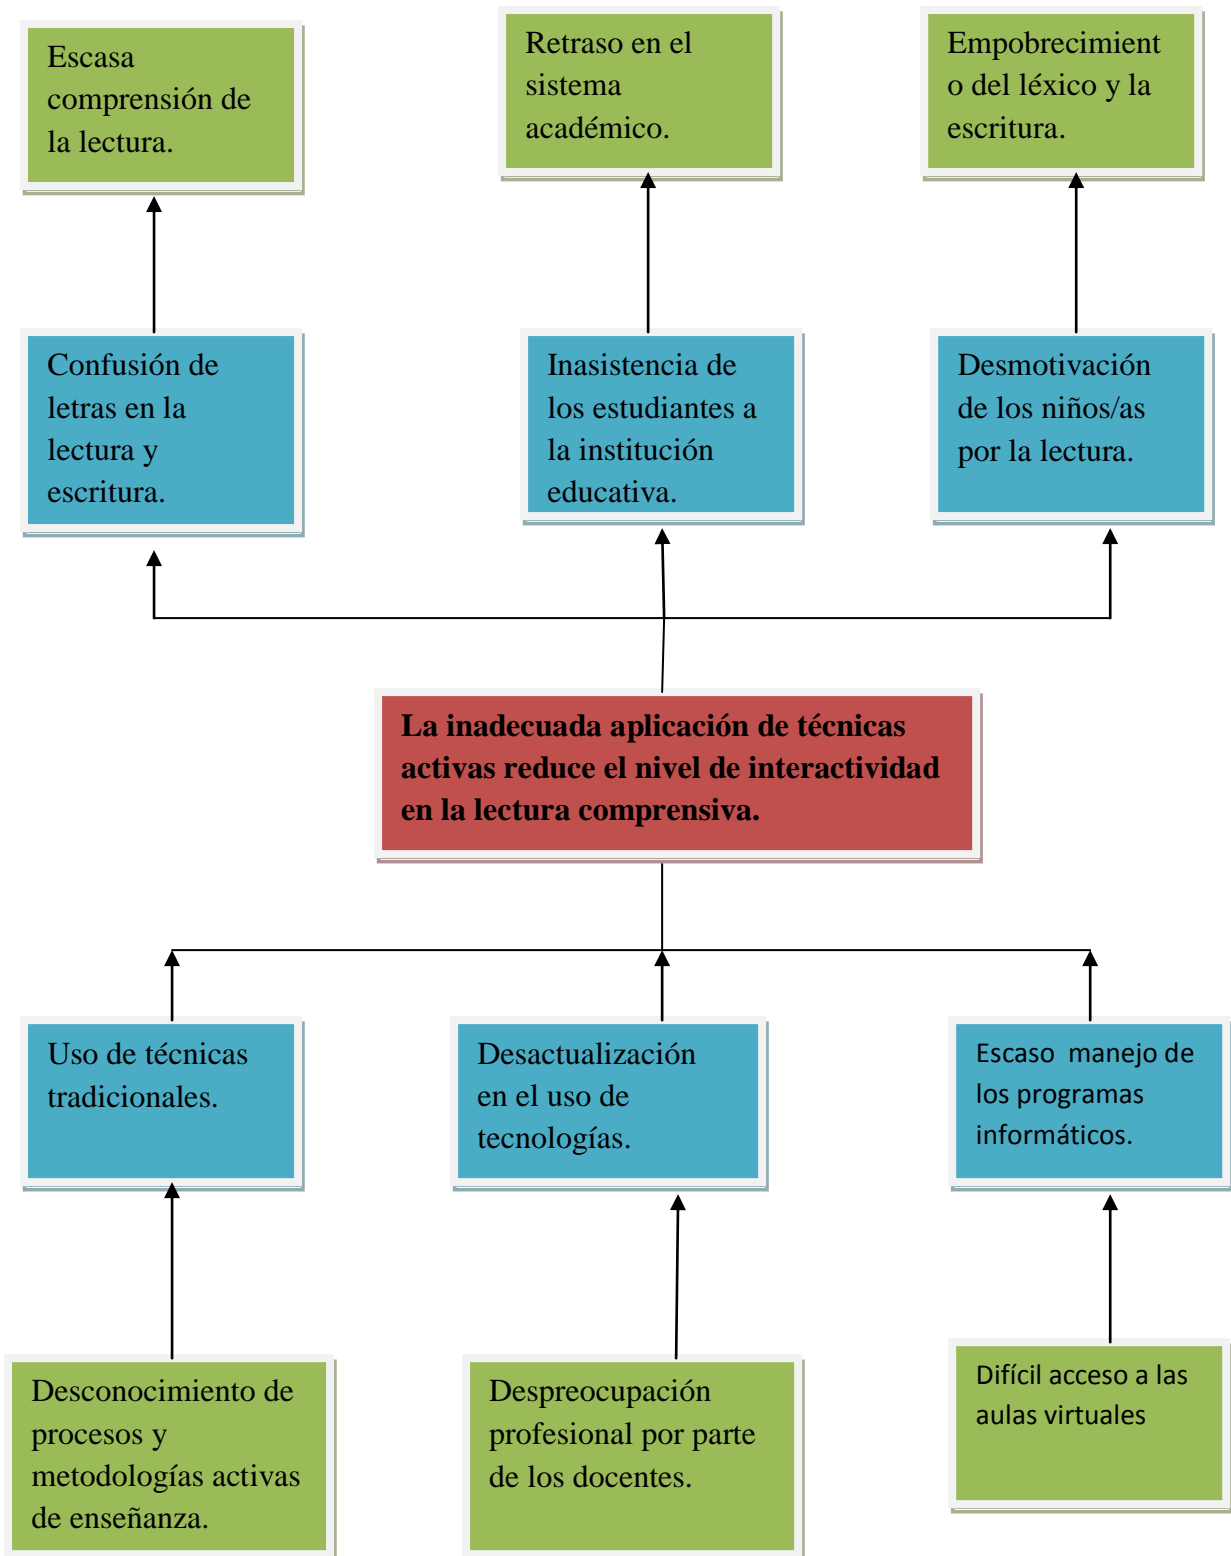 Escasa
comprensión de
la lectura.
Retraso en el
sistema
académico.
Empobrecimient
o del léxico y la
escritura.
Confusión de
letras en la
lectura y
escritura.
Inasistencia de
los estudiantes a
la institución
educativa.
Desmotivación
de los niños/as
por la lectura.
La inadecuada aplicación de técnicas
activas reduce el nivel de interactividad
en la lectura comprensiva.
Uso de técnicas
tradicionales.
Desactualización
en el uso de
tecnologías.
Escaso  manejo de
los programas
informáticos.
Desconocimiento de
procesos y
metodologías activas
de enseñanza.
Despreocupación
profesional por parte
de los docentes.
Difícil acceso a las
aulas virtuales